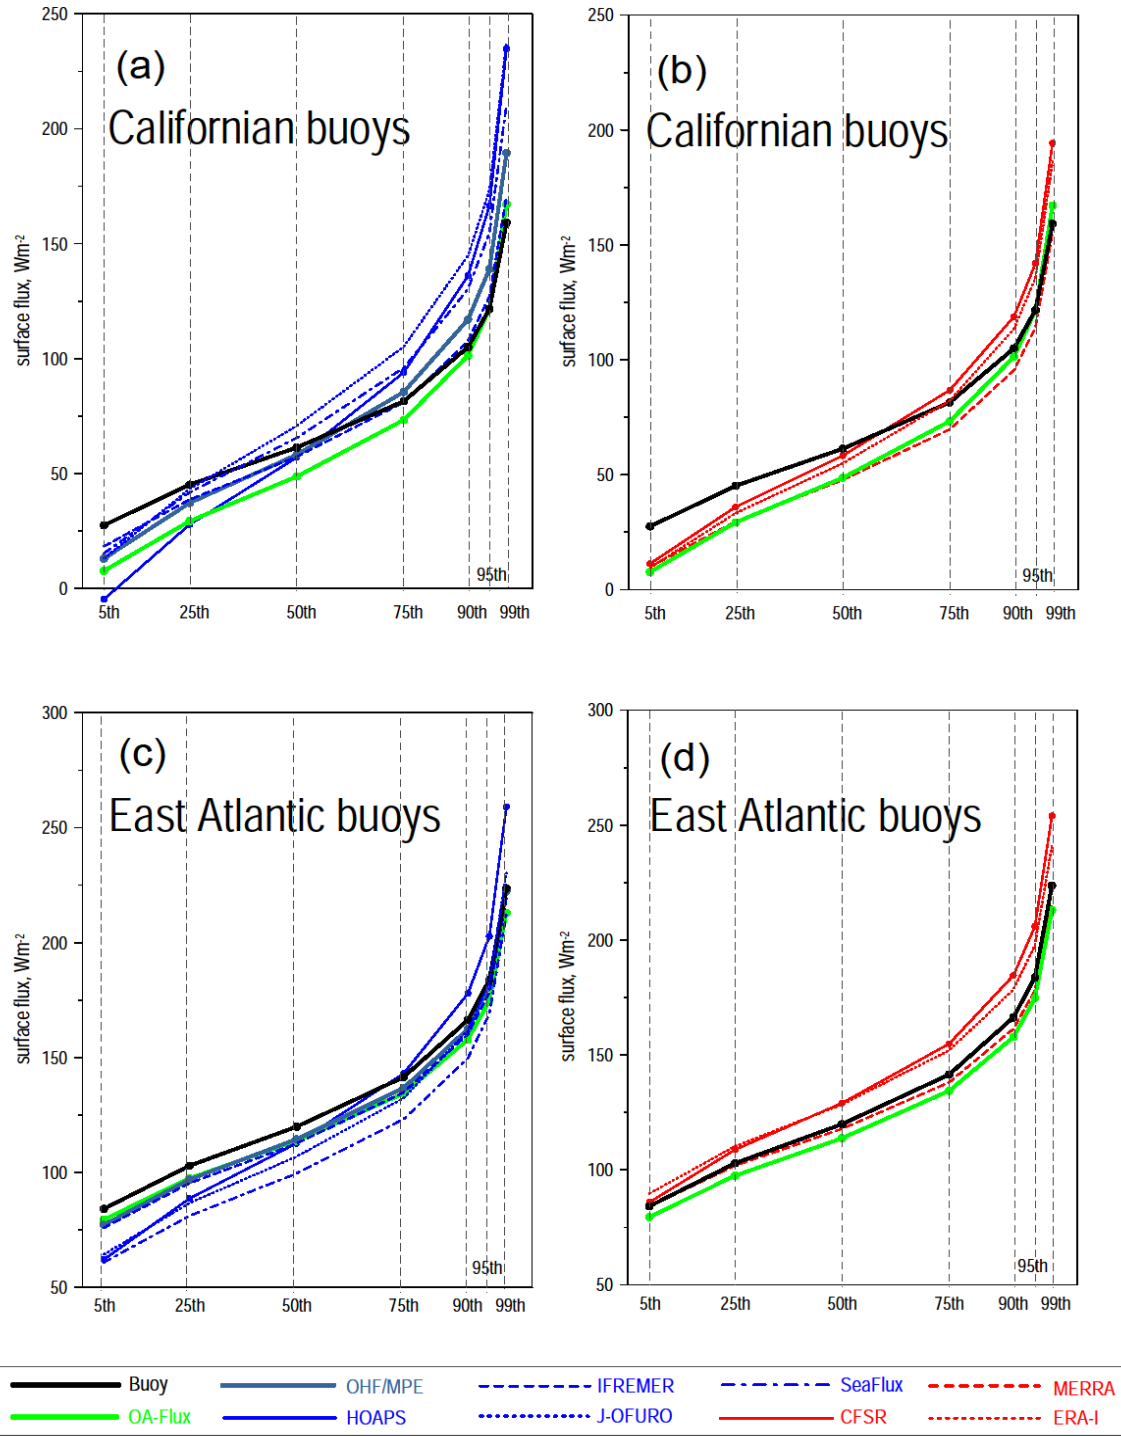 (a)
Californian buoys
surface flux, Wm-2
250
200
150
100
50
0
95th
5th 25th 50th 75th 90th 99th
(b)
Californian buoys
surface flux, Wm-2
250
200
150
100
50
0
95th
5th 25th 50th 75th 90th 99th
(c)
East Atlantic buoys
surface flux, Wm-2
300
250
200
150
100
50
95th
5th 25th 50th 75th 90th 99th
(d)
East Atlantic buoys
surface flux, Wm-2
300
250
200
150
100
50
95th
5th 25th 50th 75th 90th 99th
Buoy OHF/MPE IFREMER SeaFlux MERRA
OA-Flux HOAPS J-OFURO CFSR ERA-I